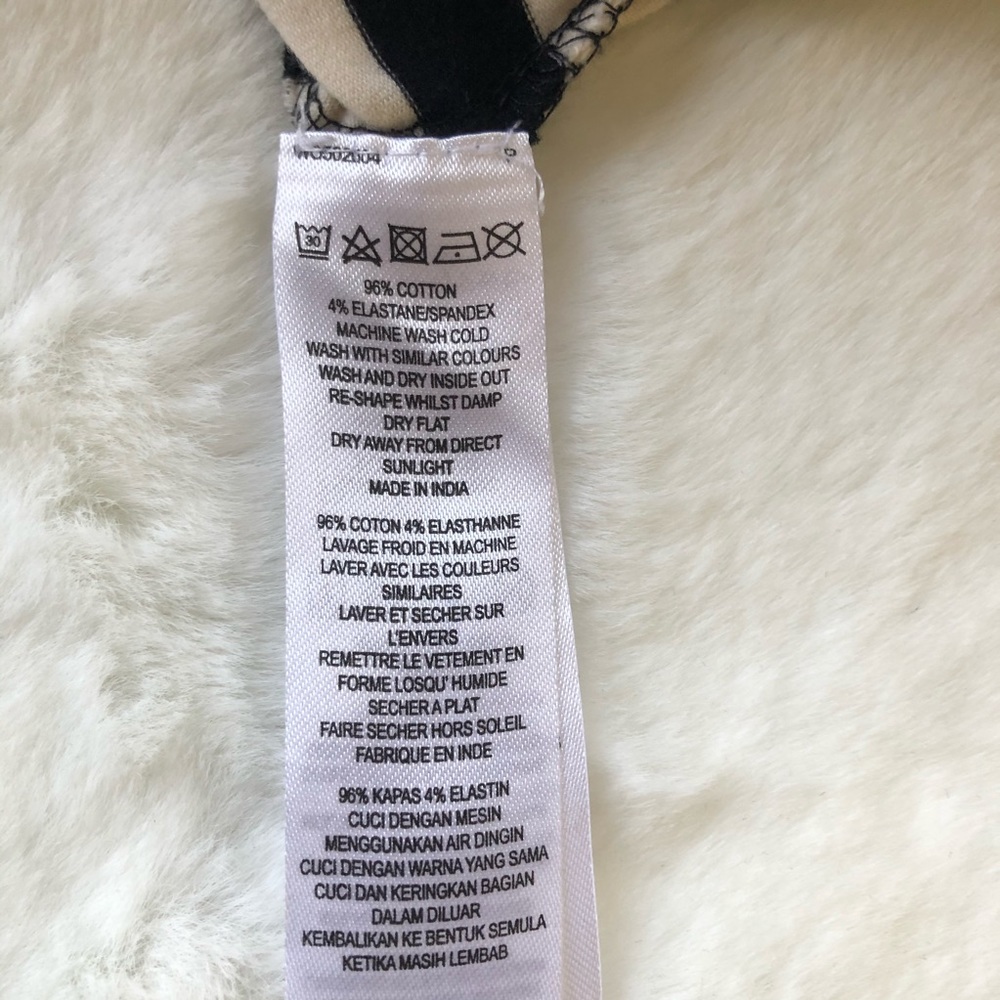 30
96% COTTON
4% ELASTANE/SPANDEX
MACHINE WASH COLD
WASH WITH SIMILAR COLOURS
WASH AND DRY INSIDE OUT
RE-SHAPE WHILST DAMP
DRY FLAT
DRY AWAY FROM DIRECT
SUNLIGHT
MADE IN INDIA
96% COTON 4% ELASTHANNE
LAVAGE FROID EN MACHINE
LAVER AVEC LES COULEURS
SIMILAIRES
LAVER ET SECHER SUR
L'ENVERS
REMETTRE LE VETEMENT EN
FORME LOSQU' HUMIDE
SECHER A PLAT
FAIRE SECHER HORS SOLEIL
FABRIQUE EN INDE
96% KAPAS 4% ELASTIN
CUCI DENGAN MESIN
MENGGUNAKAN AIR DINGIN
CUCI DENGAN WARNA YANG SAMA
CUCI DAN KERINGKAN BAGIAN
DALAM DILUAR
KEMBALIKAN KE BENTUK SEMULA
KETIKA MASIH LEMBAB